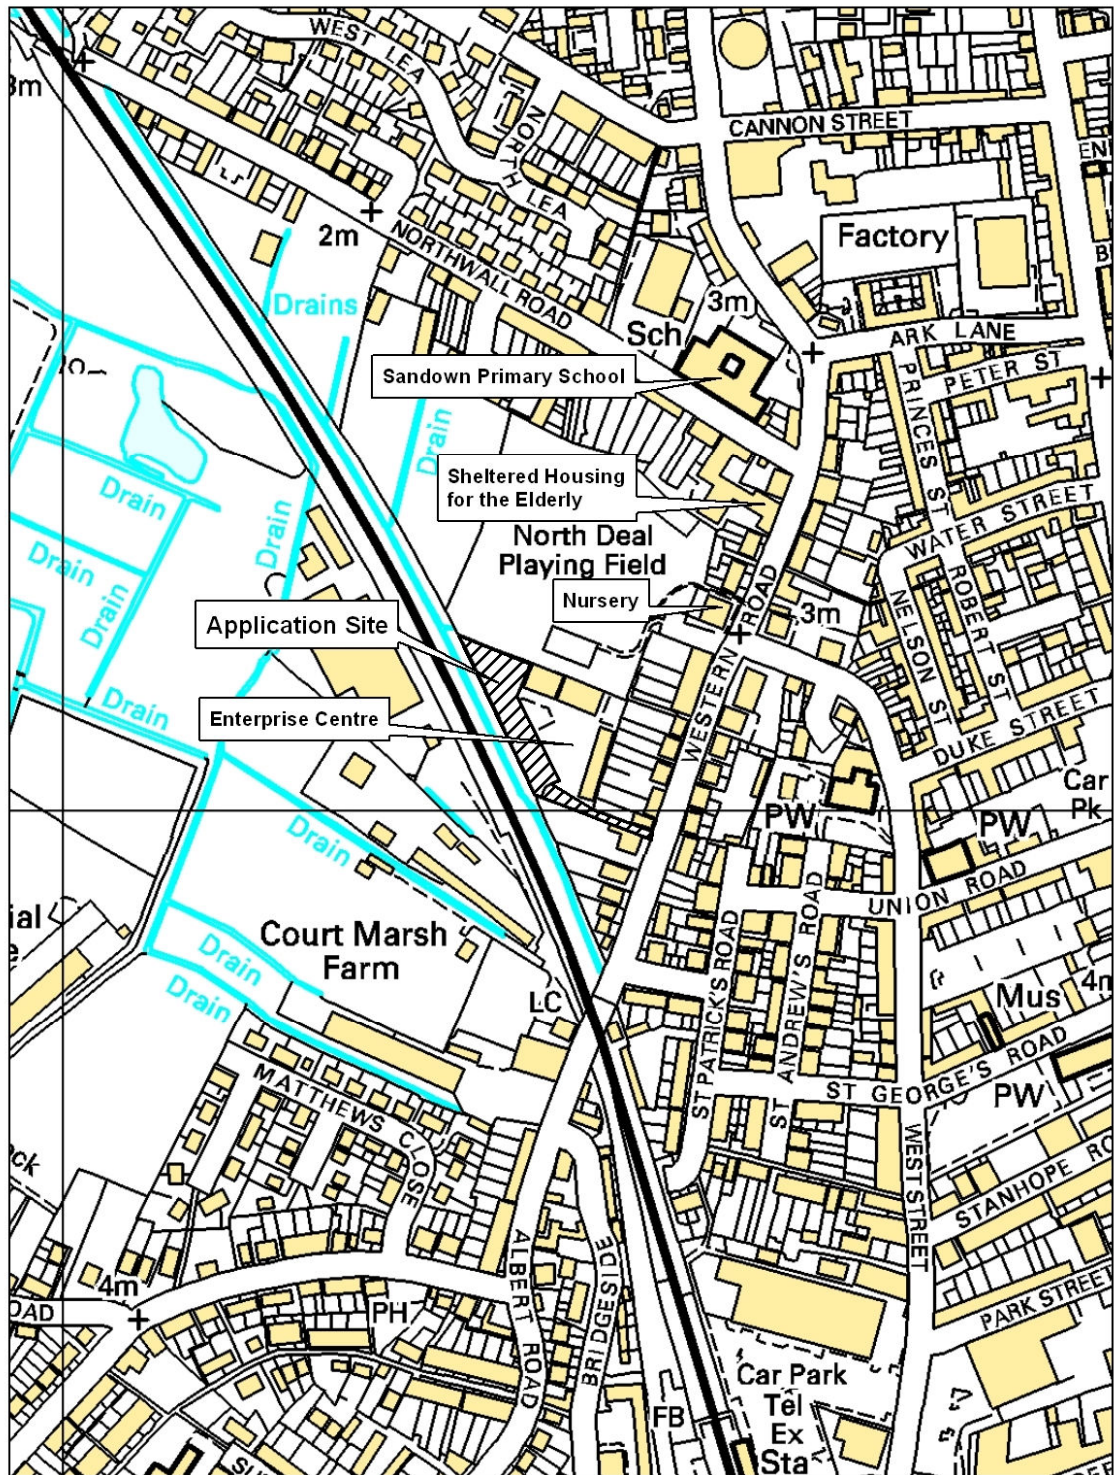 WEST LEA
3m
NORTH LEA
CANNON STREET
2m
NORTHWALL ROAD
Factory
Drains
3m
Sch
ARK LANE
PETER ST
Sandown Primary School
PRINCES ST
Drain
Sheltered Housing
for the Elderly
Drain
Drain
WATER STREET
North Deal
Playing Field
Drain
Drain
Nursery
ROBERT ST
NELSON ST
3m
Application Site
WESTERN ROAD
Drain
Enterprise Centre
DUKE STREET
Car
Pk
PW
PW
Drain
UNION ROAD
Court Marsh
Farm
Drain
Drain
ST PATRICK'S ROAD
ST ANDREW'S ROAD
LC
Mus
4m
ST GEORGE'S ROAD
PW
MATTHEWS CLOSE
WEST STREET
STANHOPE RO
ALBERT ROAD
BRIDGESIDE
4m
OAD
PH
PARK STREET
Car Park
Tel
Ex
Sta
FB